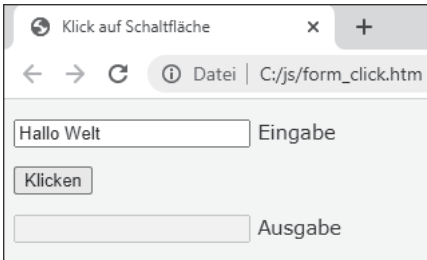 Klick auf Schaltfläche
Datei | C:/js/form_click.htm
Hallo Welt Eingabe
Klicken
Ausgabe